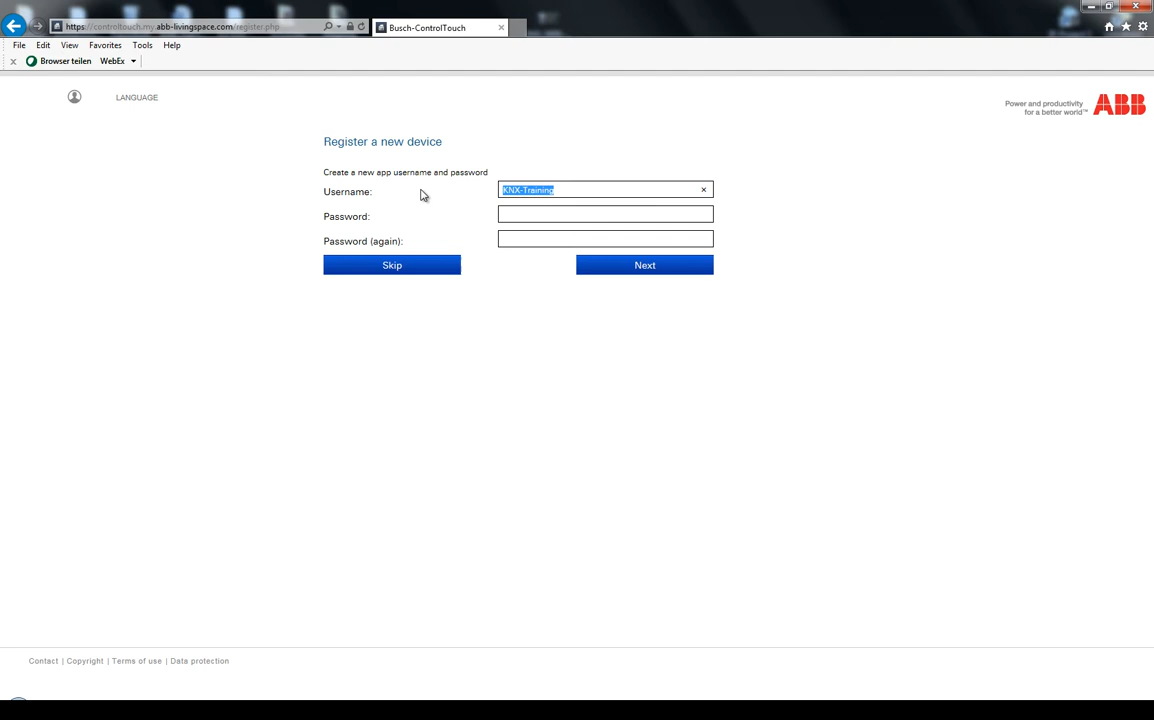 https://controltouch.my.abb-livingspace.com/register.php
Busch-ControlTouch
File Edit View Favorites Tools Help
x Browser teilen WebEx
LANGUAGE
Power and productivity
for a better world™
ABB
Register a new device
Create a new app username and password
Username: KNX-Training
Password:
Password (again):
Skip Next
Contact | Copyright | Terms of use | Data protection